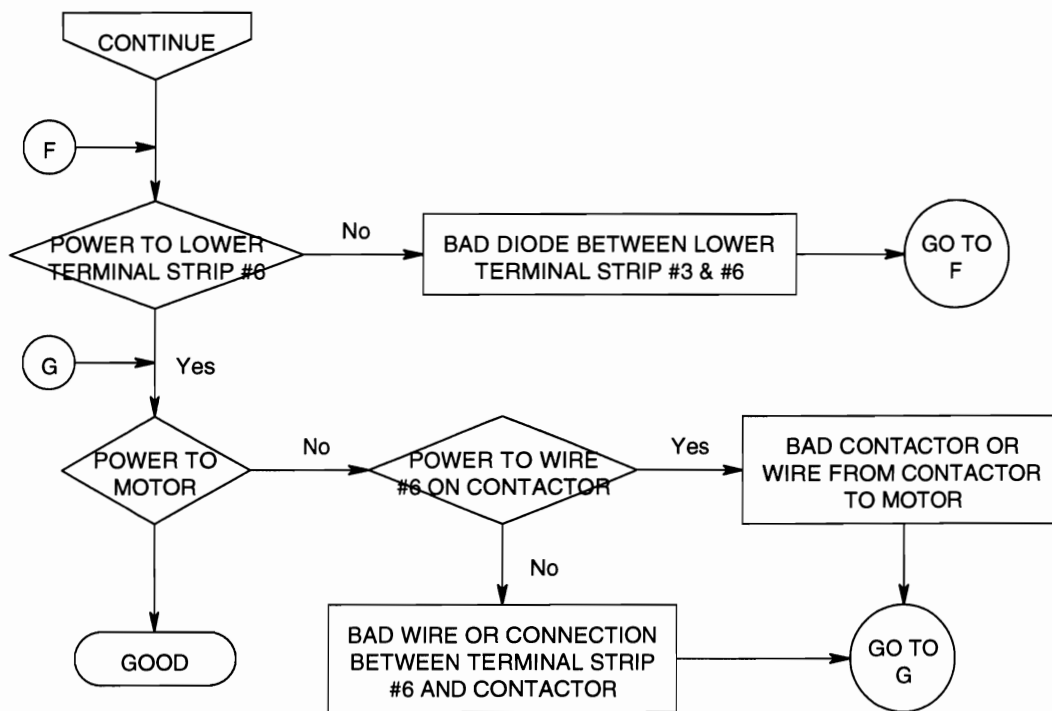 CONTINUE
F
POWER TO LOWER
TERMINAL STRIP #6
No
BAD DIODE BETWEEN LOWER
TERMINAL STRIP #3 & #6
GO TO
F
G
Yes
POWER TO
MOTOR
No
POWER TO WIRE
#6 ON CONTACTOR
Yes
BAD CONTACTOR OR
WIRE FROM CONTACTOR
TO MOTOR
No
GOOD
BAD WIRE OR CONNECTION
BETWEEN TERMINAL STRIP
#6 AND CONTACTOR
GO TO
G